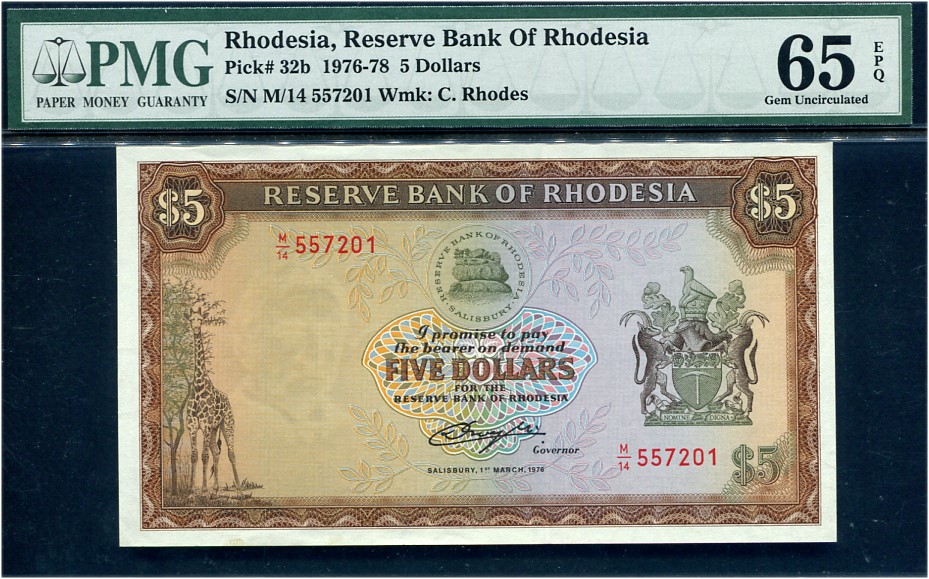 PMG
PAPER MONEY GUARANTY
Rhodesia, Reserve Bank Of Rhodesia
Pick# 32b 1976-78 5 Dollars
S/N M/14 557201 Wmk: C. Rhodes
65 EPQ
Gem Uncirculated
$5 RESERVE BANK OF RHODESIA $5
M/14 557201
RESERVE BANK OF RHODESIA
SALISBURY
I promise to pay
the bearer on demand
FIVE DOLLARS
FOR THE
RESERVE BANK OF RHODESIA
Governor
SALISBURY, 1ST MARCH, 1976
SIT NOMINE DIGNA
M/14 557201 $5